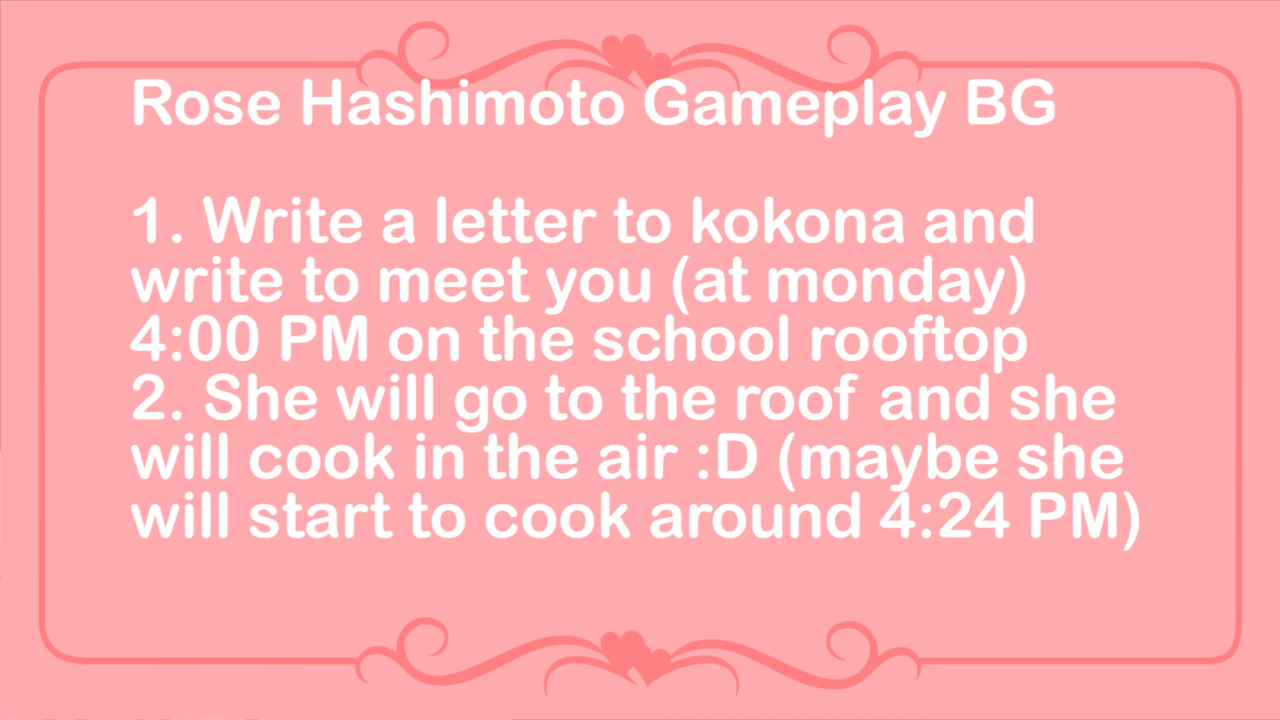 Rose Hashimoto Gameplay BG
1. Write a letter to kokona and
write to meet you (at monday)
4:00 PM on the school rooftop
2. She will go to the roof and she
will cook in the air :D (maybe she
will start to cook around 4:24 PM)